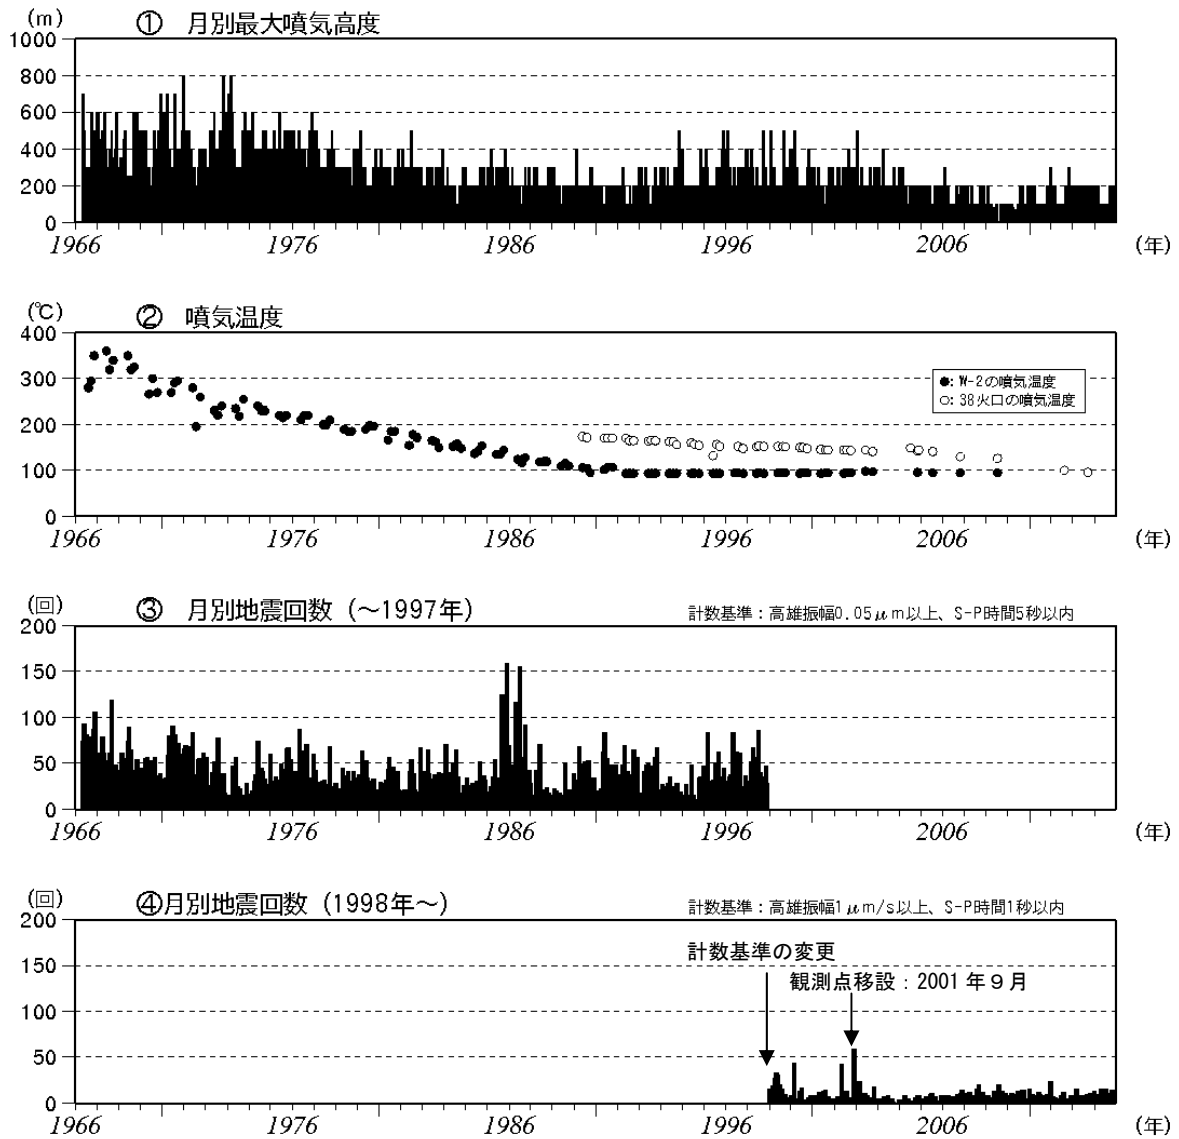 (m)
① 月別最大噴気高度
1000
800
600
400
200
0
1966 1976 1986 1996 2006 (年)
(℃)
② 噴気温度
400
●: W-2の噴気温度
300
○: 38火口の噴気温度
200
100
0
1966 1976 1986 1996 2006 (年)
(回)
③ 月別地震回数 (～1997年)
計数基準：高雄振幅0.05μm以上、S-P時間5秒以内
200
150
100
50
0
1966 1976 1986 1996 2006 (年)
(回)
④月別地震回数 (1998年～)
計数基準：高雄振幅1μm/s以上、S-P時間1秒以内
200
計数基準の変更
150
観測点移設：2001年９月
100
50
0
1966 1976 1986 1996 2006 (年)